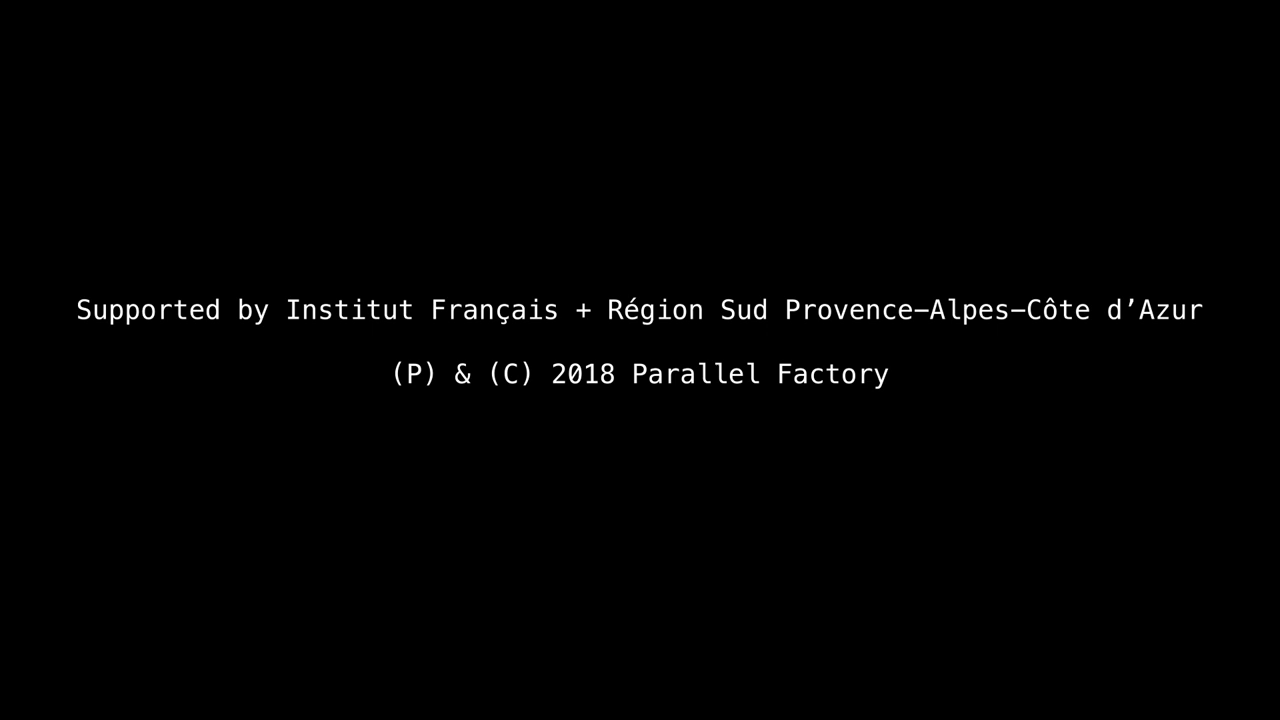 Supported by Institut Français + Région Sud Provence–Alpes–Côte d’Azur
(P) & (C) 2018 Parallel Factory